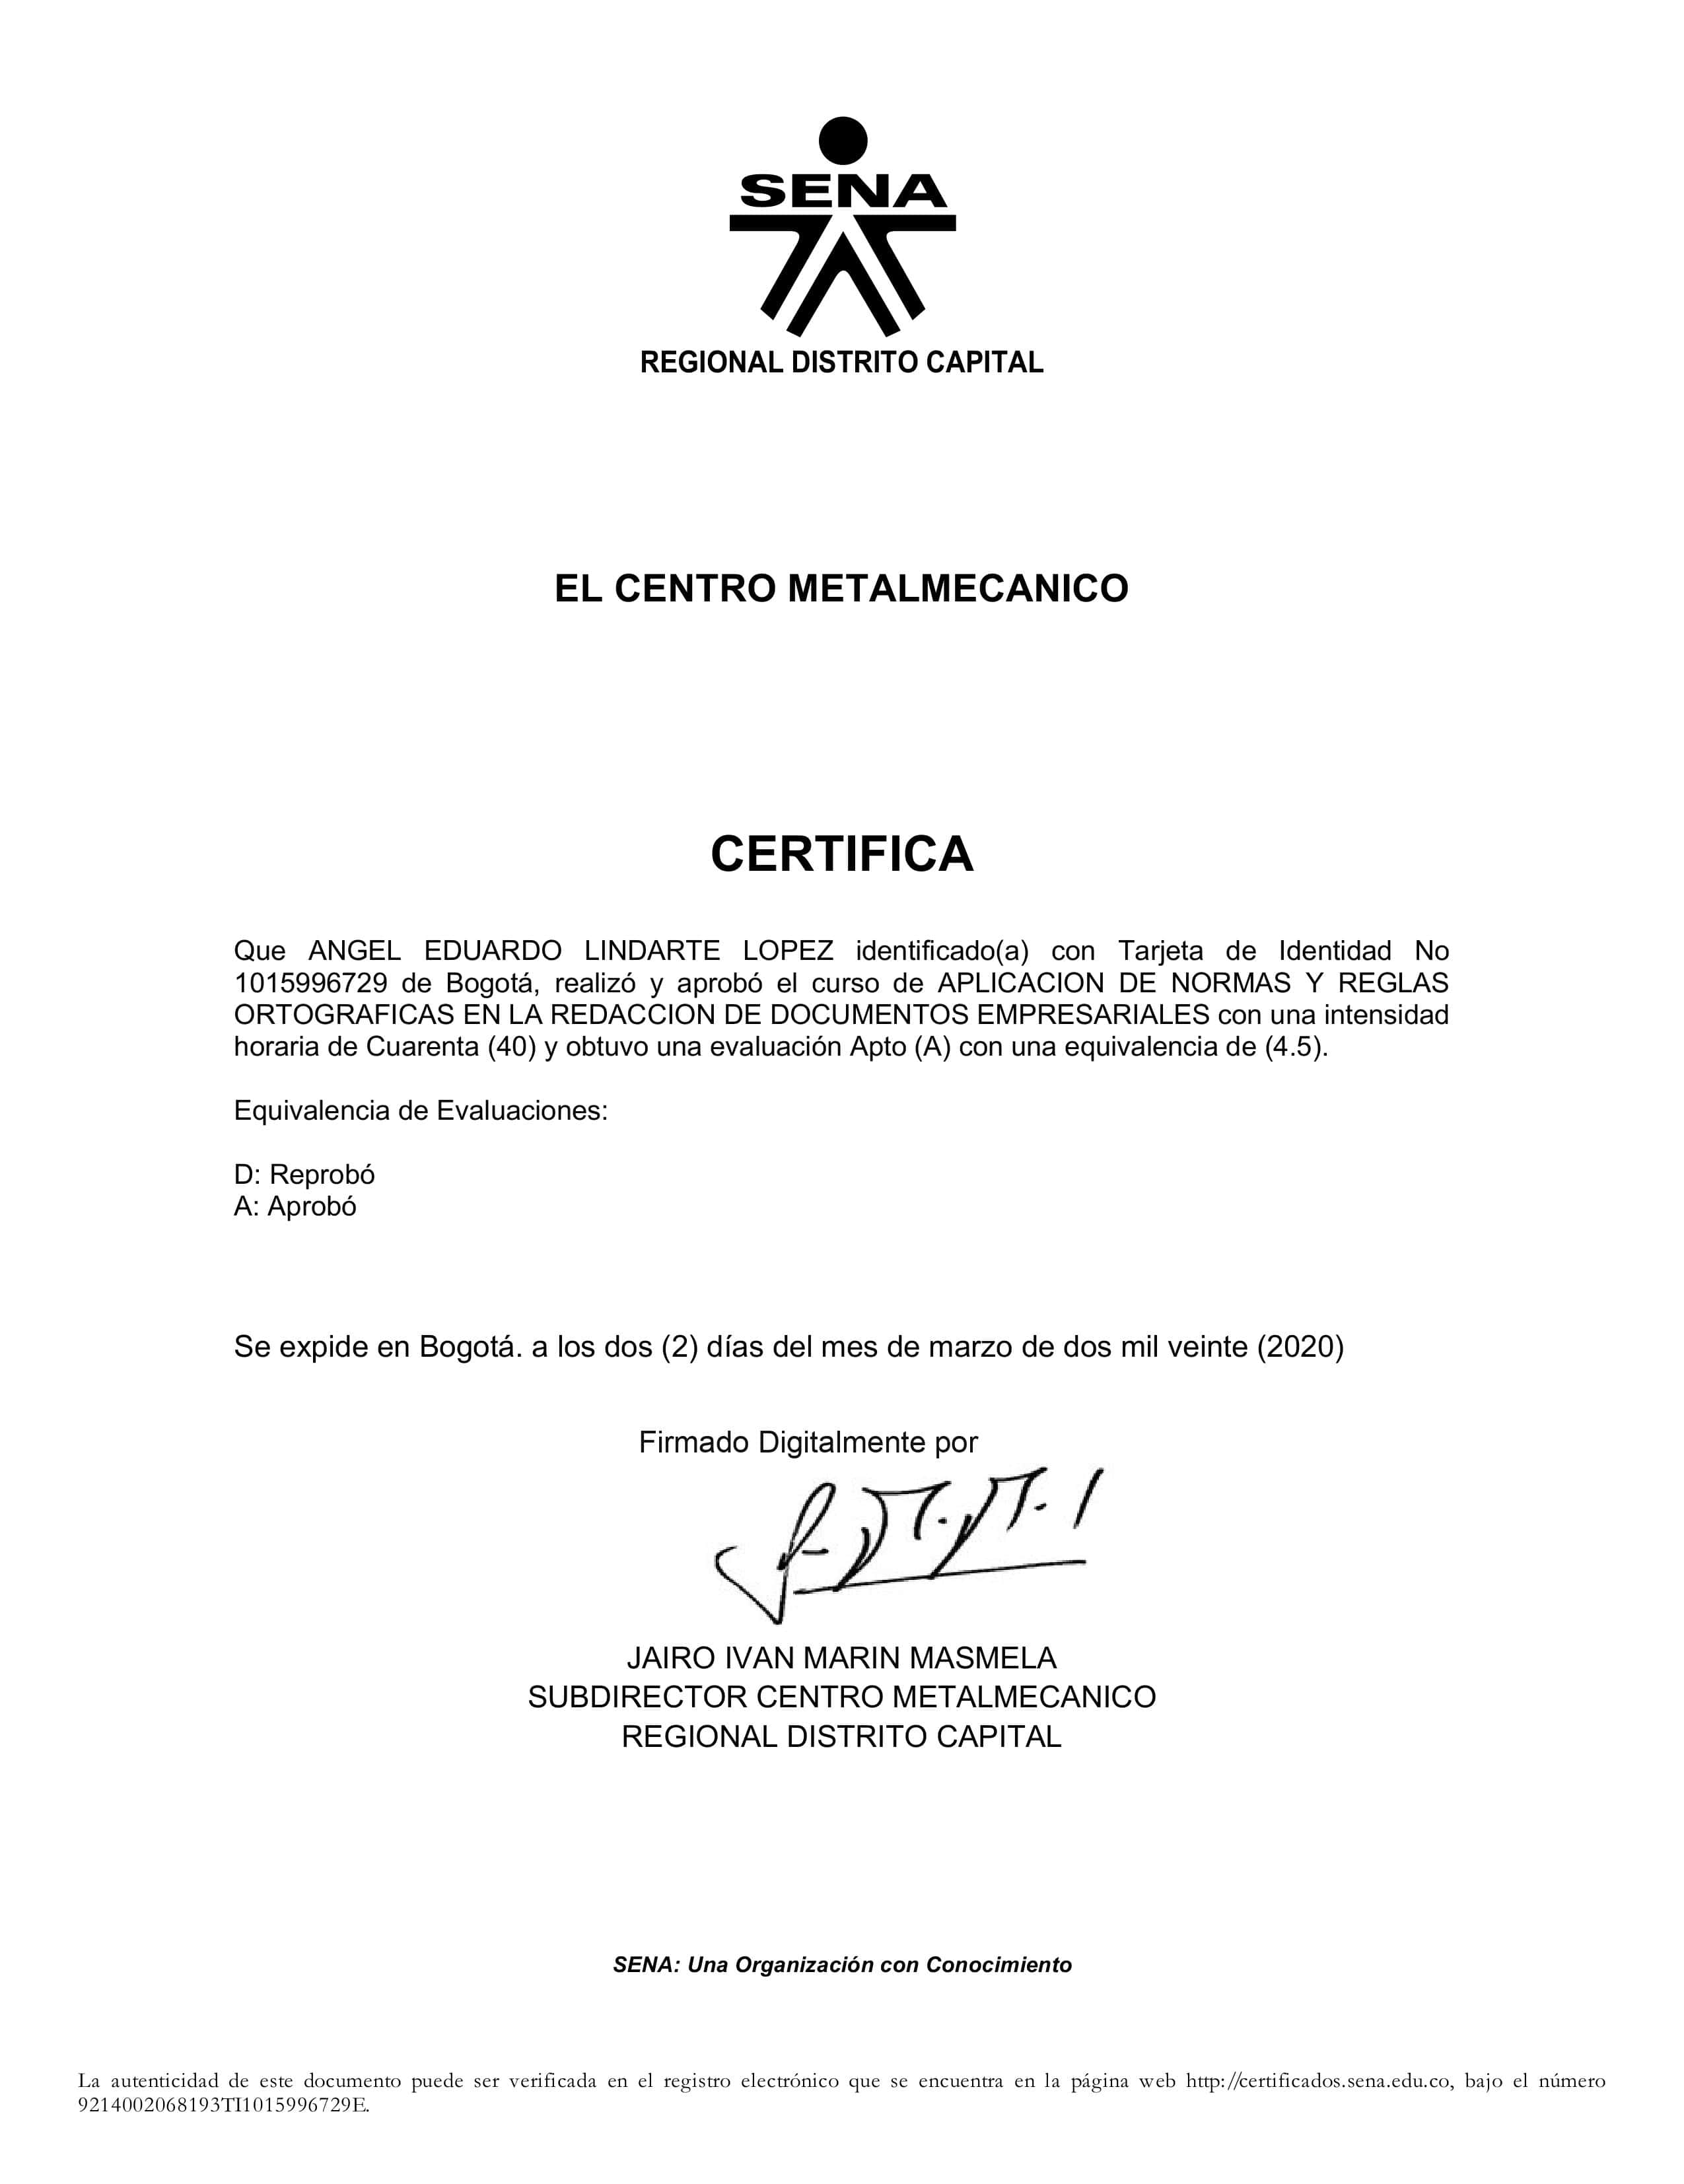 SENA
REGIONAL DISTRITO CAPITAL
EL CENTRO METALMECANICO
CERTIFICA
Que ANGEL EDUARDO LINDARTE LOPEZ identificado(a) con Tarjeta de Identidad No
1015996729 de Bogotá, realizó y aprobó el curso de APLICACION DE NORMAS Y REGLAS
ORTOGRAFICAS EN LA REDACCION DE DOCUMENTOS EMPRESARIALES con una intensidad
horaria de Cuarenta (40) y obtuvo una evaluación Apto (A) con una equivalencia de (4.5).
Equivalencia de Evaluaciones:
D: Reprobó
A: Aprobó
Se expide en Bogotá. a los dos (2) días del mes de marzo de dos mil veinte (2020)
Firmado Digitalmente por
JAIRO IVAN MARIN MASMELA
SUBDIRECTOR CENTRO METALMECANICO
REGIONAL DISTRITO CAPITAL
SENA: Una Organización con Conocimiento
La autenticidad de este documento puede ser verificada en el registro electrónico que se encuentra en la página web http://certificados.sena.edu.co, bajo el número
9214002068193TI1015996729E.